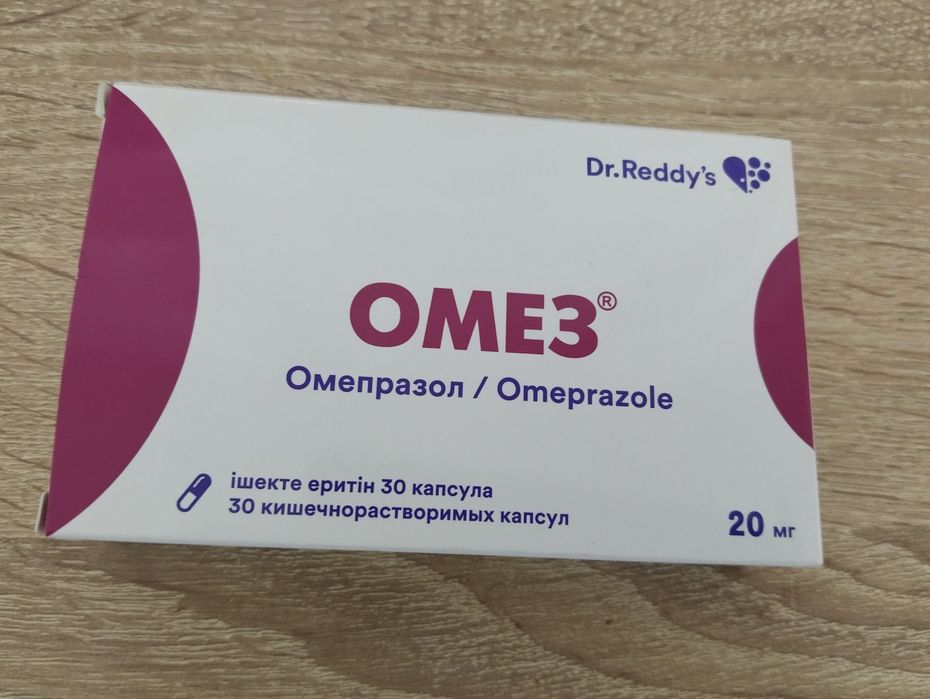 Dr.Reddy's
ОМЕЗ®
Омепразол / Omeprazole
ішекте еритін 30 капсула
30 кишечнорастворимых капсул
20 мг